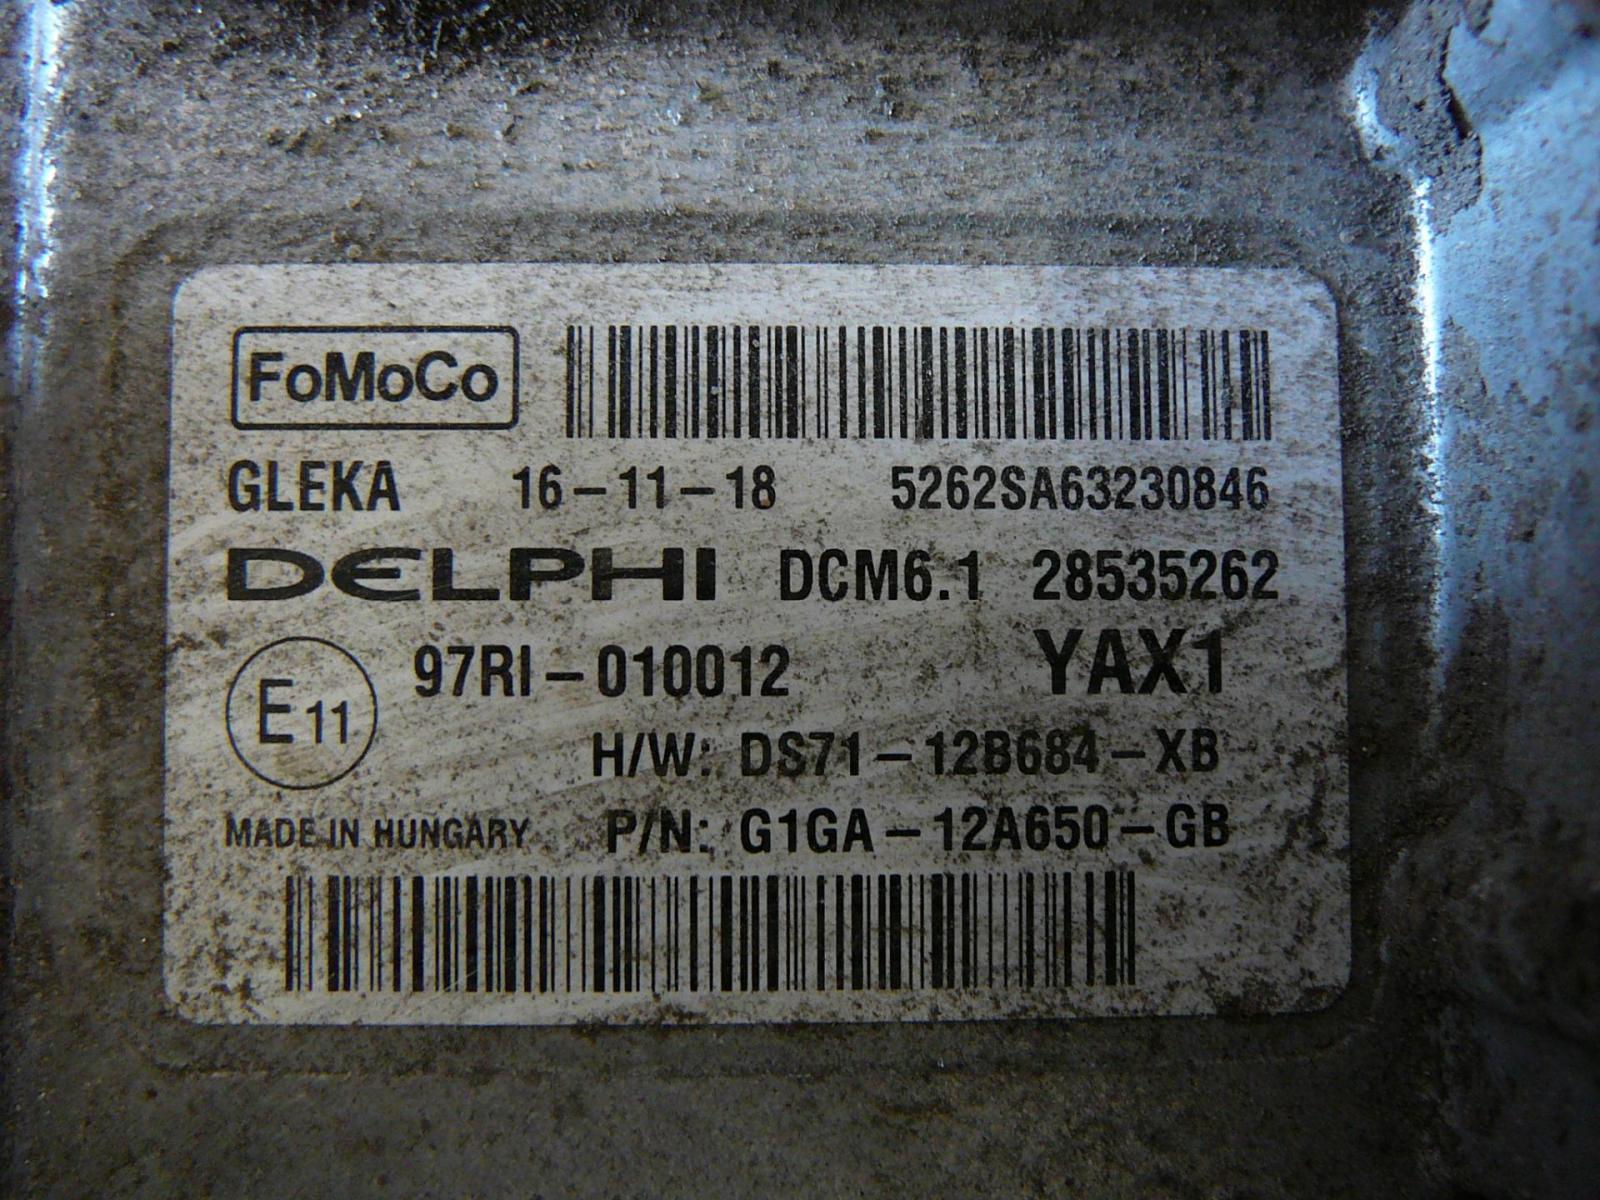 FoMoCo
GLEKA 16-11-18 5262SA63230846
DELPHI DCM6.1 28535262
97RI-010012 YAX1
E11
H/W: DS71-12B684-XB
MADE IN HUNGARY P/N: G1GA-12A650-GB